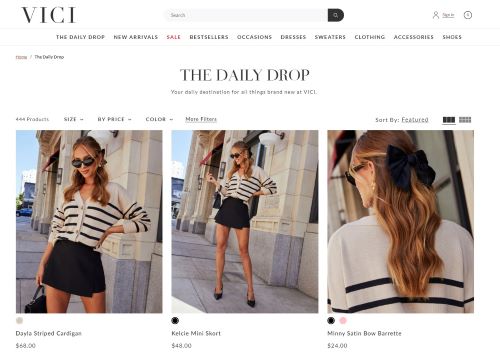 VICI
Search
Sign in
0
THE DAILY DROP NEW ARRIVALS SALE BESTSELLERS OCCASIONS DRESSES SWEATERS CLOTHING ACCESSORIES SHOES
Home / The Daily Drop
THE DAILY DROP
Your daily destination for all things brand new at VICI.
444 Products SIZE BY PRICE COLOR More Filters Sort By: Featured
Dayla Striped Cardigan Kelcie Mini Skort Minny Satin Bow Barrette
$68.00 $48.00 $24.00